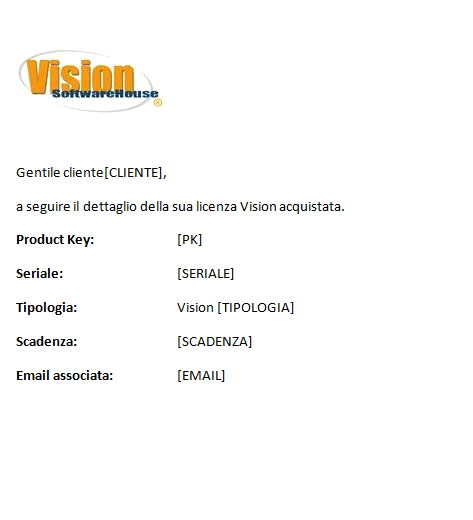 Vision
SoftwareHouse
®
Gentile cliente[CLIENTE],
a seguire il dettaglio della sua licenza Vision acquistata.
Product Key: [PK]
Seriale: [SERIALE]
Tipologia: Vision [TIPOLOGIA]
Scadenza: [SCADENZA]
Email associata: [EMAIL]